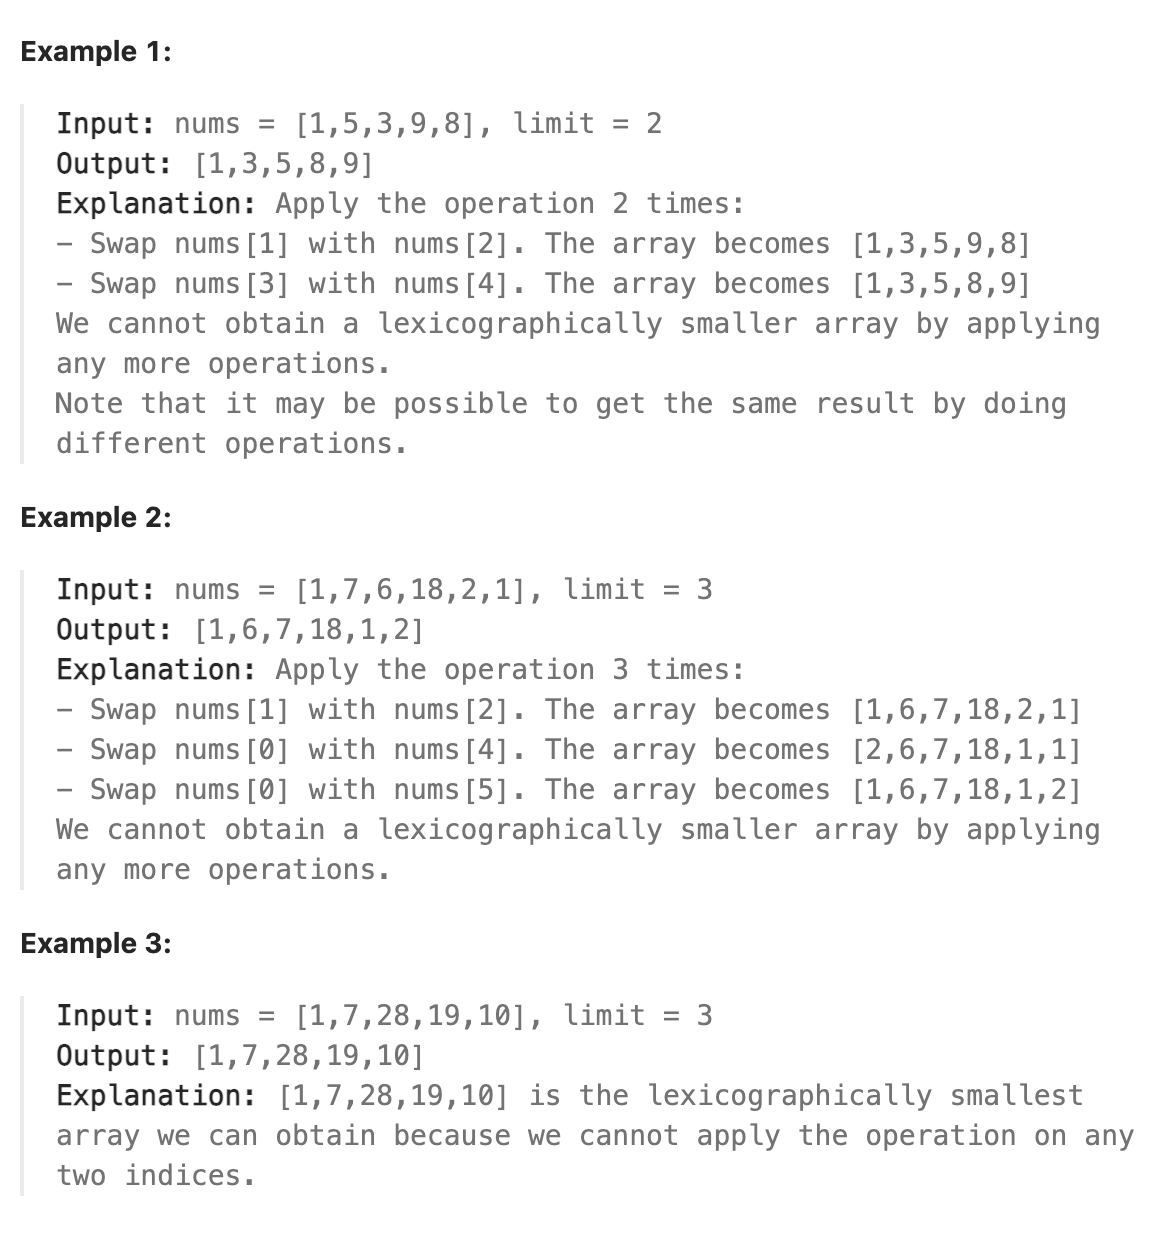 Example 1:
Input: nums = [1,5,3,9,8], limit = 2
Output: [1,3,5,8,9]
Explanation: Apply the operation 2 times:
- Swap nums[1] with nums[2]. The array becomes [1,3,5,9,8]
- Swap nums[3] with nums[4]. The array becomes [1,3,5,8,9]
We cannot obtain a lexicographically smaller array by applying
any more operations.
Note that it may be possible to get the same result by doing
different operations.
Example 2:
Input: nums = [1,7,6,18,2,1], limit = 3
Output: [1,6,7,18,1,2]
Explanation: Apply the operation 3 times:
- Swap nums[1] with nums[2]. The array becomes [1,6,7,18,2,1]
- Swap nums[0] with nums[4]. The array becomes [2,6,7,18,1,1]
- Swap nums[0] with nums[5]. The array becomes [1,6,7,18,1,2]
We cannot obtain a lexicographically smaller array by applying
any more operations.
Example 3:
Input: nums = [1,7,28,19,10], limit = 3
Output: [1,7,28,19,10]
Explanation: [1,7,28,19,10] is the lexicographically smallest
array we can obtain because we cannot apply the operation on any
two indices.